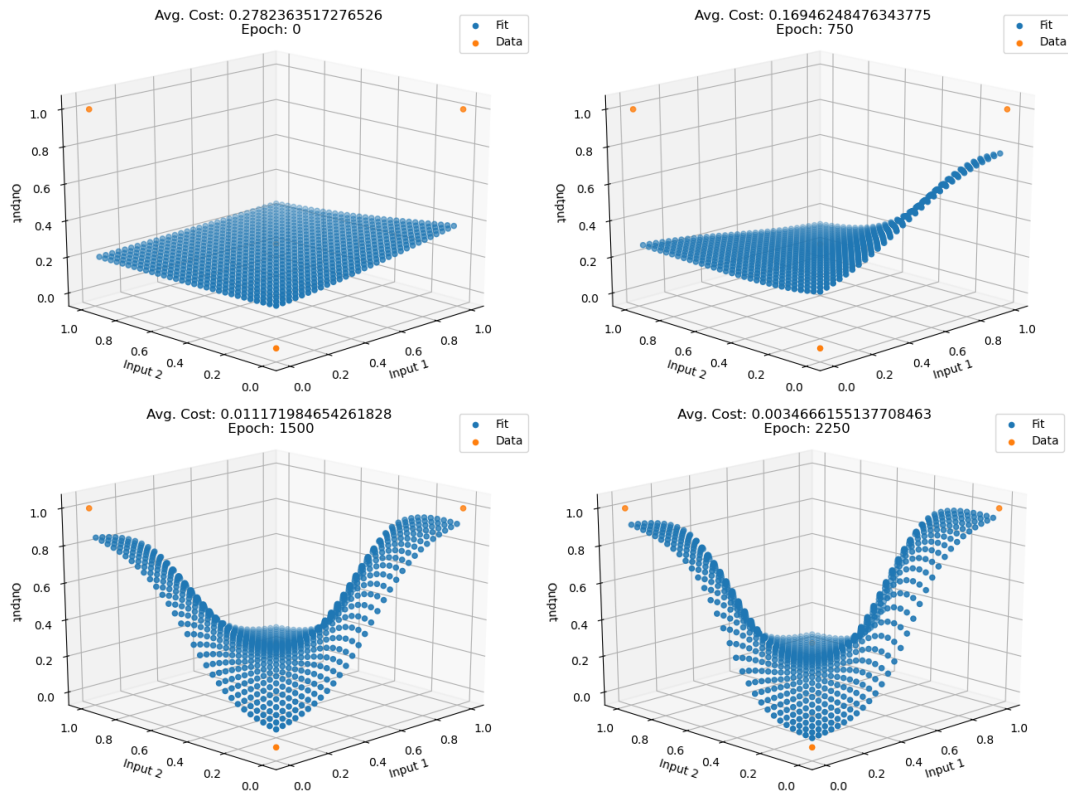 Avg. Cost: 0.2782363517276526
Epoch: 0
Fit
Data
1.0
0.8
0.6
0.4
0.2
0.0
Output
1.0
0.8
0.6
0.4
0.2
0.0
Input 2
0.0
0.2
0.4
0.6
0.8
1.0
Input 1
Avg. Cost: 0.16946248476343775
Epoch: 750
Fit
Data
1.0
0.8
0.6
0.4
0.2
0.0
Output
1.0
0.8
0.6
0.4
0.2
0.0
Input 2
0.0
0.2
0.4
0.6
0.8
1.0
Input 1
Avg. Cost: 0.011171984654261828
Epoch: 1500
Fit
Data
1.0
0.8
0.6
0.4
0.2
0.0
Output
1.0
0.8
0.6
0.4
0.2
0.0
Input 2
0.0
0.2
0.4
0.6
0.8
1.0
Input 1
Avg. Cost: 0.0034666155137708463
Epoch: 2250
Fit
Data
1.0
0.8
0.6
0.4
0.2
0.0
Output
1.0
0.8
0.6
0.4
0.2
0.0
Input 2
0.0
0.2
0.4
0.6
0.8
1.0
Input 1